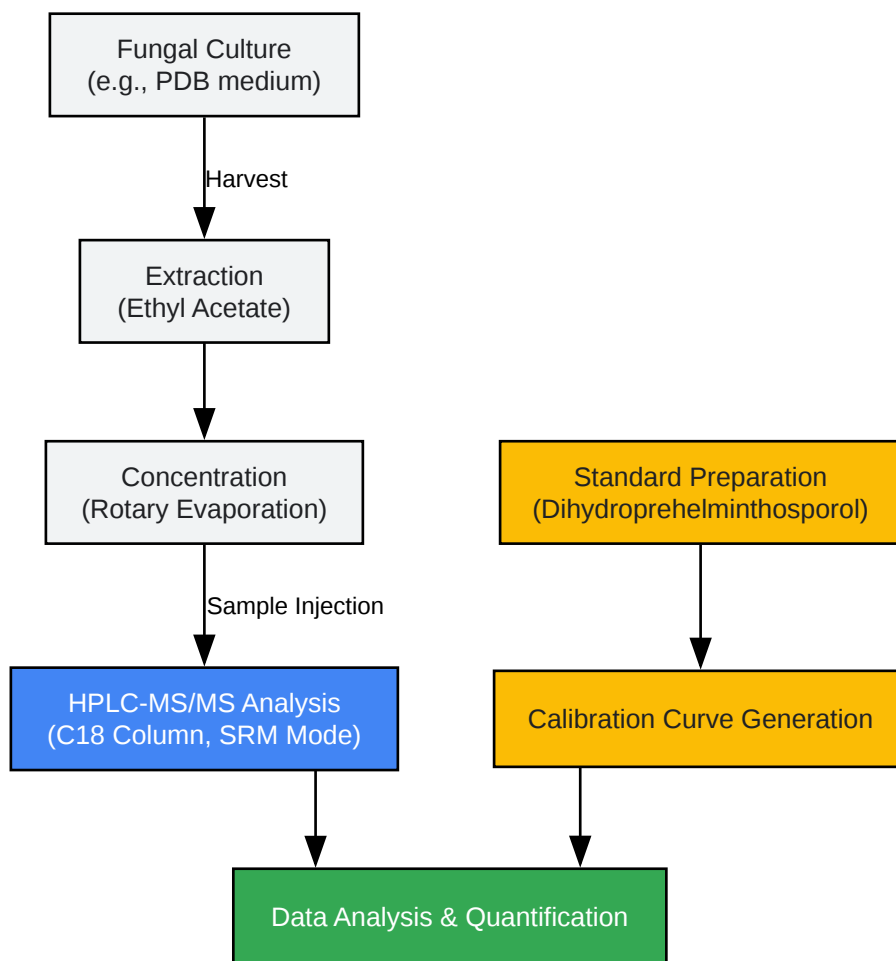 Fungal Culture
(e.g., PDB medium)
Harvest
Extraction
(Ethyl Acetate)
Concentration
(Rotary Evaporation)
Standard Preparation
(Dihydroprehelminthosporol)
Sample Injection
HPLC-MS/MS Analysis
(C18 Column, SRM Mode)
Calibration Curve Generation
Data Analysis & Quantification